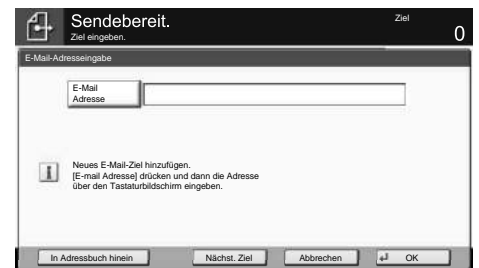 Sendebereit.
Ziel
Ziel eingeben.
0
E-Mail-Adresseingabe
E-Mail
Adresse
Neues E-Mail-Ziel hinzufügen.
[E-mail Adresse] drücken und dann die Adresse
über den Tastaturbildschirm eingeben.
In Adressbuch hinein
Nächst. Ziel
Abbrechen
OK